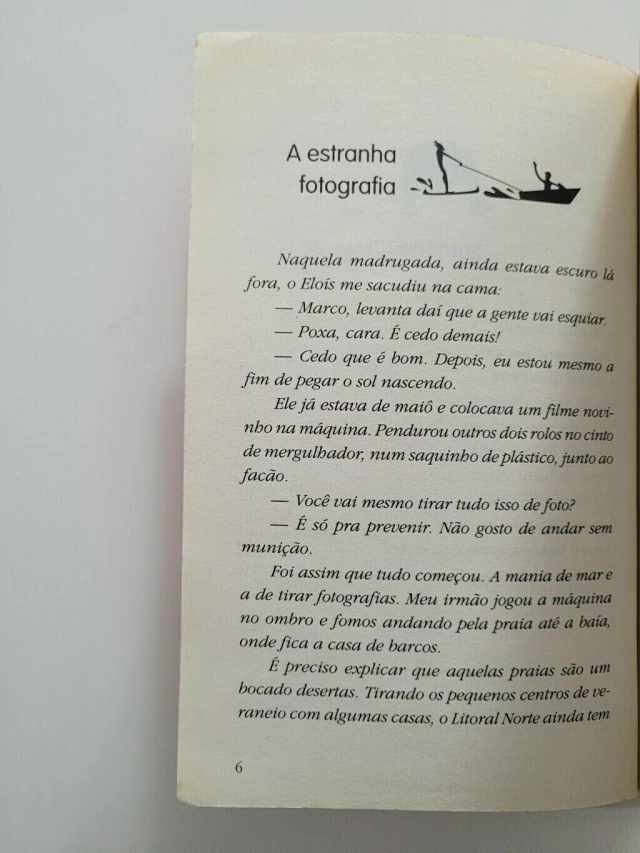 A estranha
fotografia
Naquela madrugada, ainda estava escuro lá
fora, o Eloís me sacudiu na cama:
— Marco, levanta daí que a gente vai esquiar.
— Poxa, cara. É cedo demais!
— Cedo que é bom. Depois, eu estou mesmo a
fim de pegar o sol nascendo.
Ele já estava de maiô e colocava um filme novi-
nho na máquina. Pendurou outros dois rolos no cinto
de mergulhador, num saquinho de plástico, junto ao
facão.
— Você vai mesmo tirar tudo isso de foto?
— É só pra prevenir. Não gosto de andar sem
munição.
Foi assim que tudo começou. A mania de mar e
a de tirar fotografias. Meu irmão jogou a máquina
no ombro e fomos andando pela praia até a baía,
onde fica a casa de barcos.
É preciso explicar que aquelas praias são um
bocado desertas. Tirando os pequenos centros de ve-
raneio com algumas casas, o Litoral Norte ainda tem
6